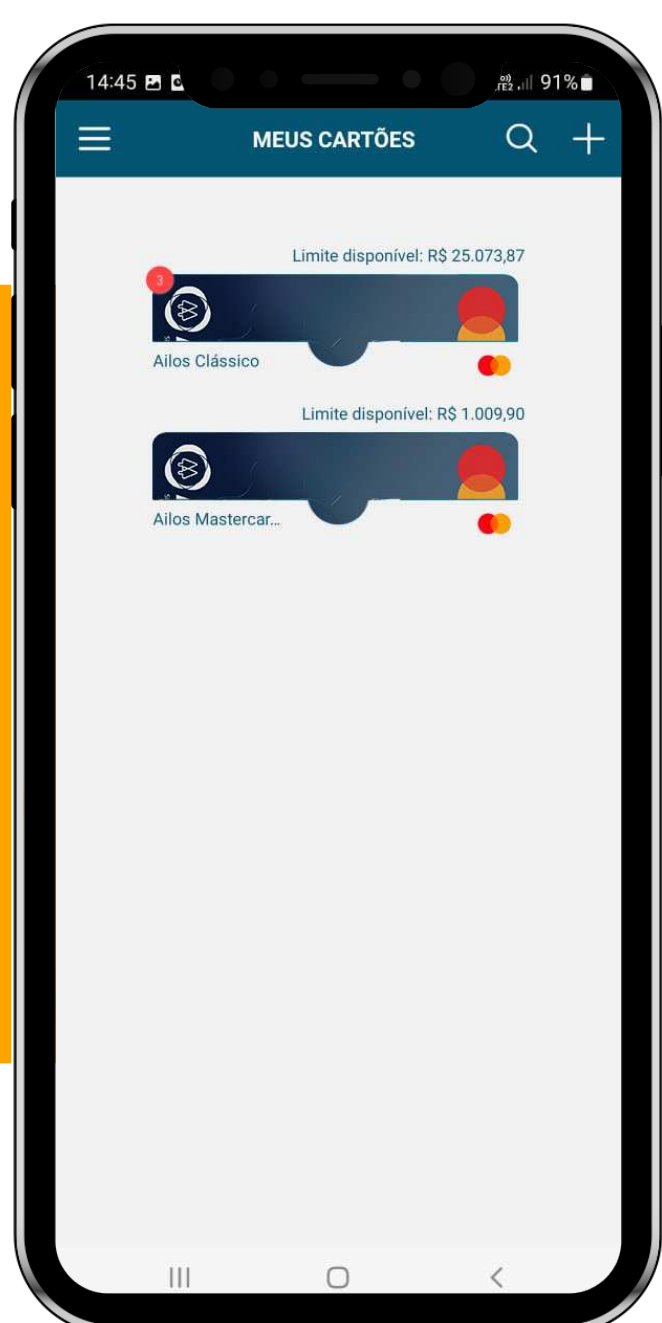 14:45
91%
MEUS CARTÕES
Limite disponível: R$ 25.073,87
3
Ailos Clássico
Limite disponível: R$ 1.009,90
Ailos Mastercar...